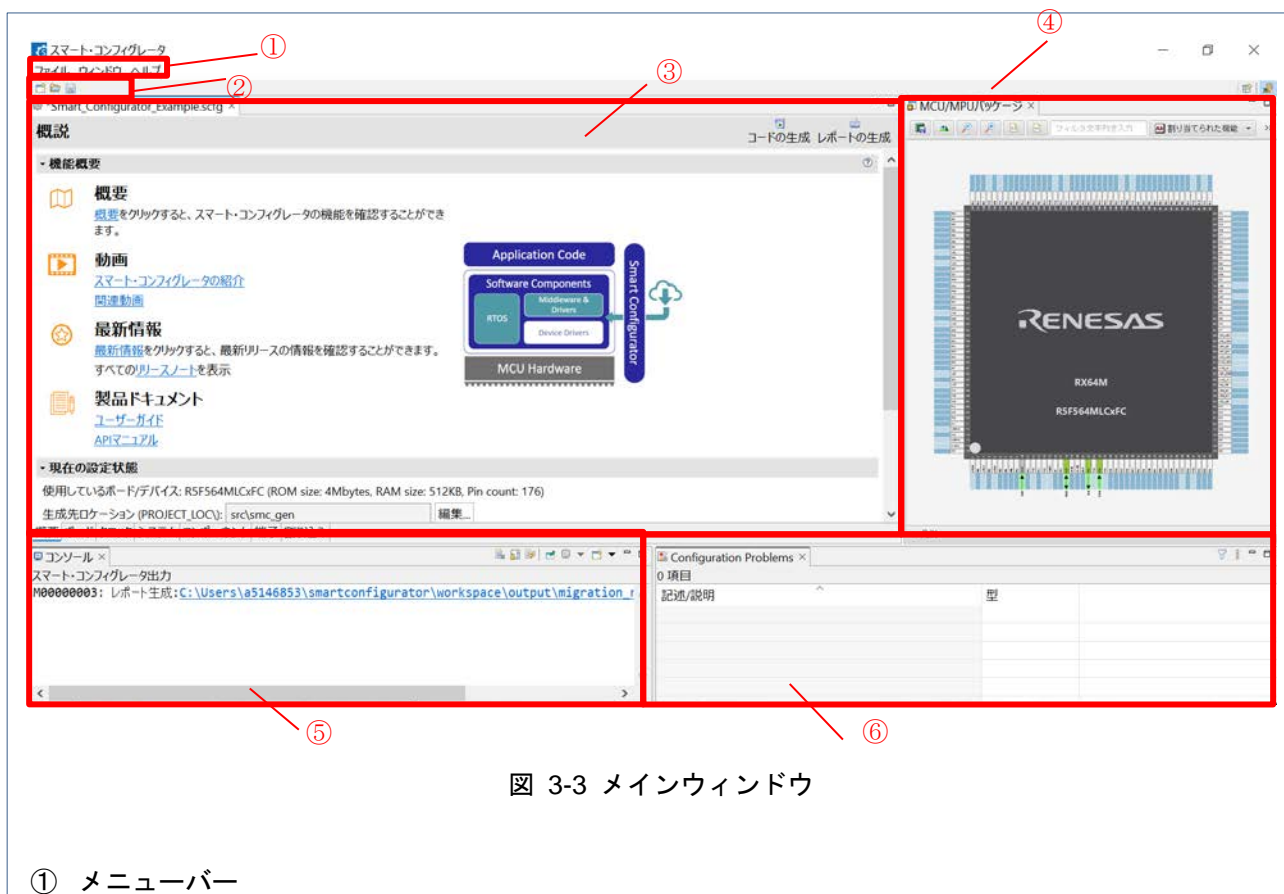 ④
スマート・コンフィグレータ
①
ファイル ウィンドウ ヘルプ
②
③
*Smart_Configurator_Example.scfg ×
MCU/MPUパッケージ ×
概説
コードの生成 レポートの生成
フィルタ文字列を入力
割り当てられた機能
機能概要
概要
概要をクリックすると、スマート・コンフィグレータの機能を確認することができ
ます。
動画
スマート・コンフィグレータの紹介
関連動画
最新情報
最新情報をクリックすると、最新リリースの情報を確認することができます。
すべてのリリースノートを表示
製品ドキュメント
ユーザーガイド
APIマニュアル
Application Code
Software Components
RTOS
Middleware &
Drivers
Device Drivers
MCU Hardware
Smart Configurator
RENESAS
RX64M
R5F564MLCxFC
現在の設定状態
使用しているボード/デバイス: R5F564MLCxFC (ROM size: 4Mbytes, RAM size: 512KB, Pin count: 176)
生成先ロケーション (PROJECT_LOC\): src\smc_gen 編集...
コンソール ×
スマート・コンフィグレータ出力
M00000003: レポート生成:C:\Users\a5146853\smartconfigurator\workspace\output\migration_r
Configuration Problems ×
0 項目
記述/説明 型
⑤
⑥
図 3-3 メインウィンドウ
① メニューバー